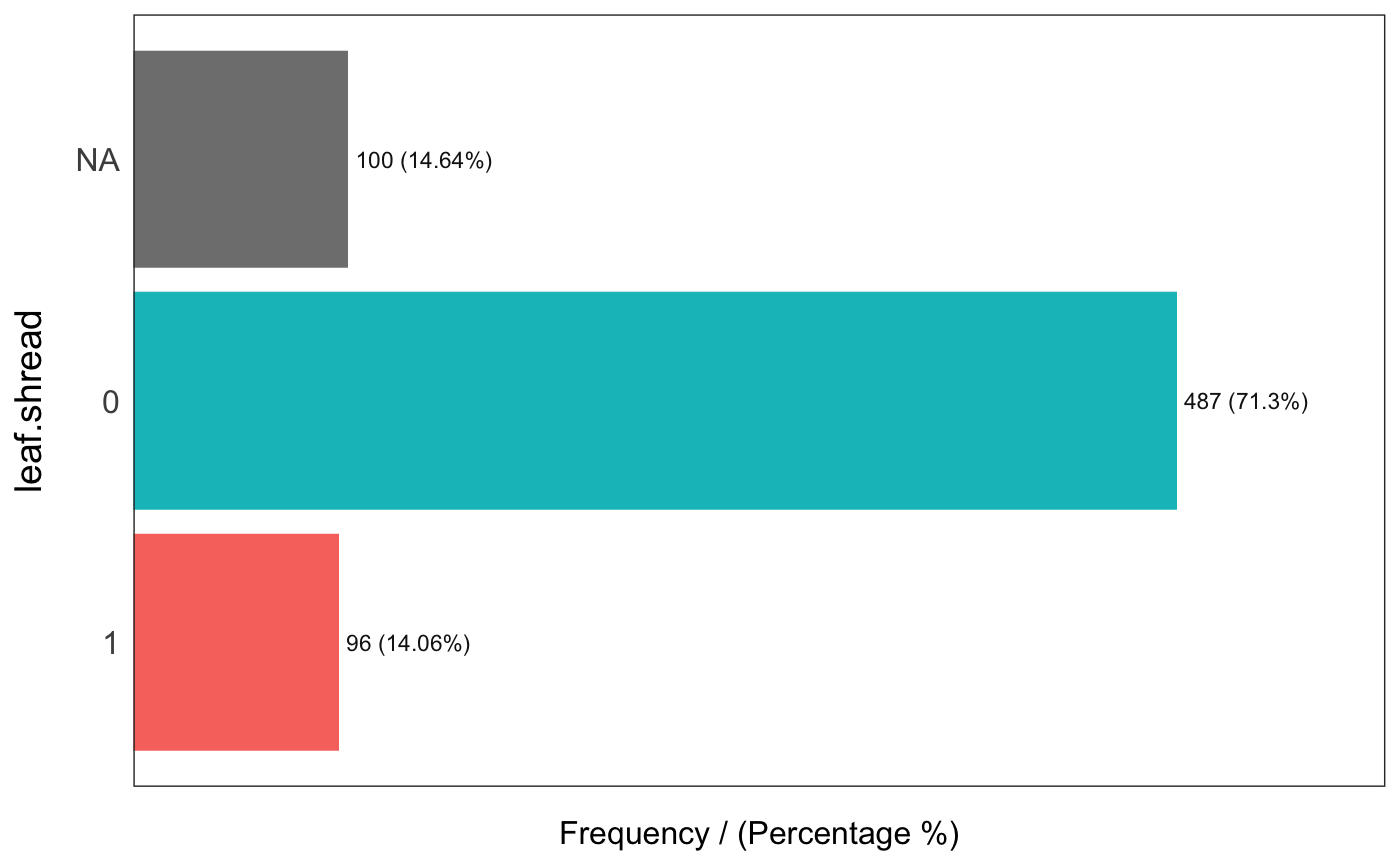 NA
100 (14.64%)
leaf.shread
0
487 (71.3%)
1
96 (14.06%)
Frequency / (Percentage %)